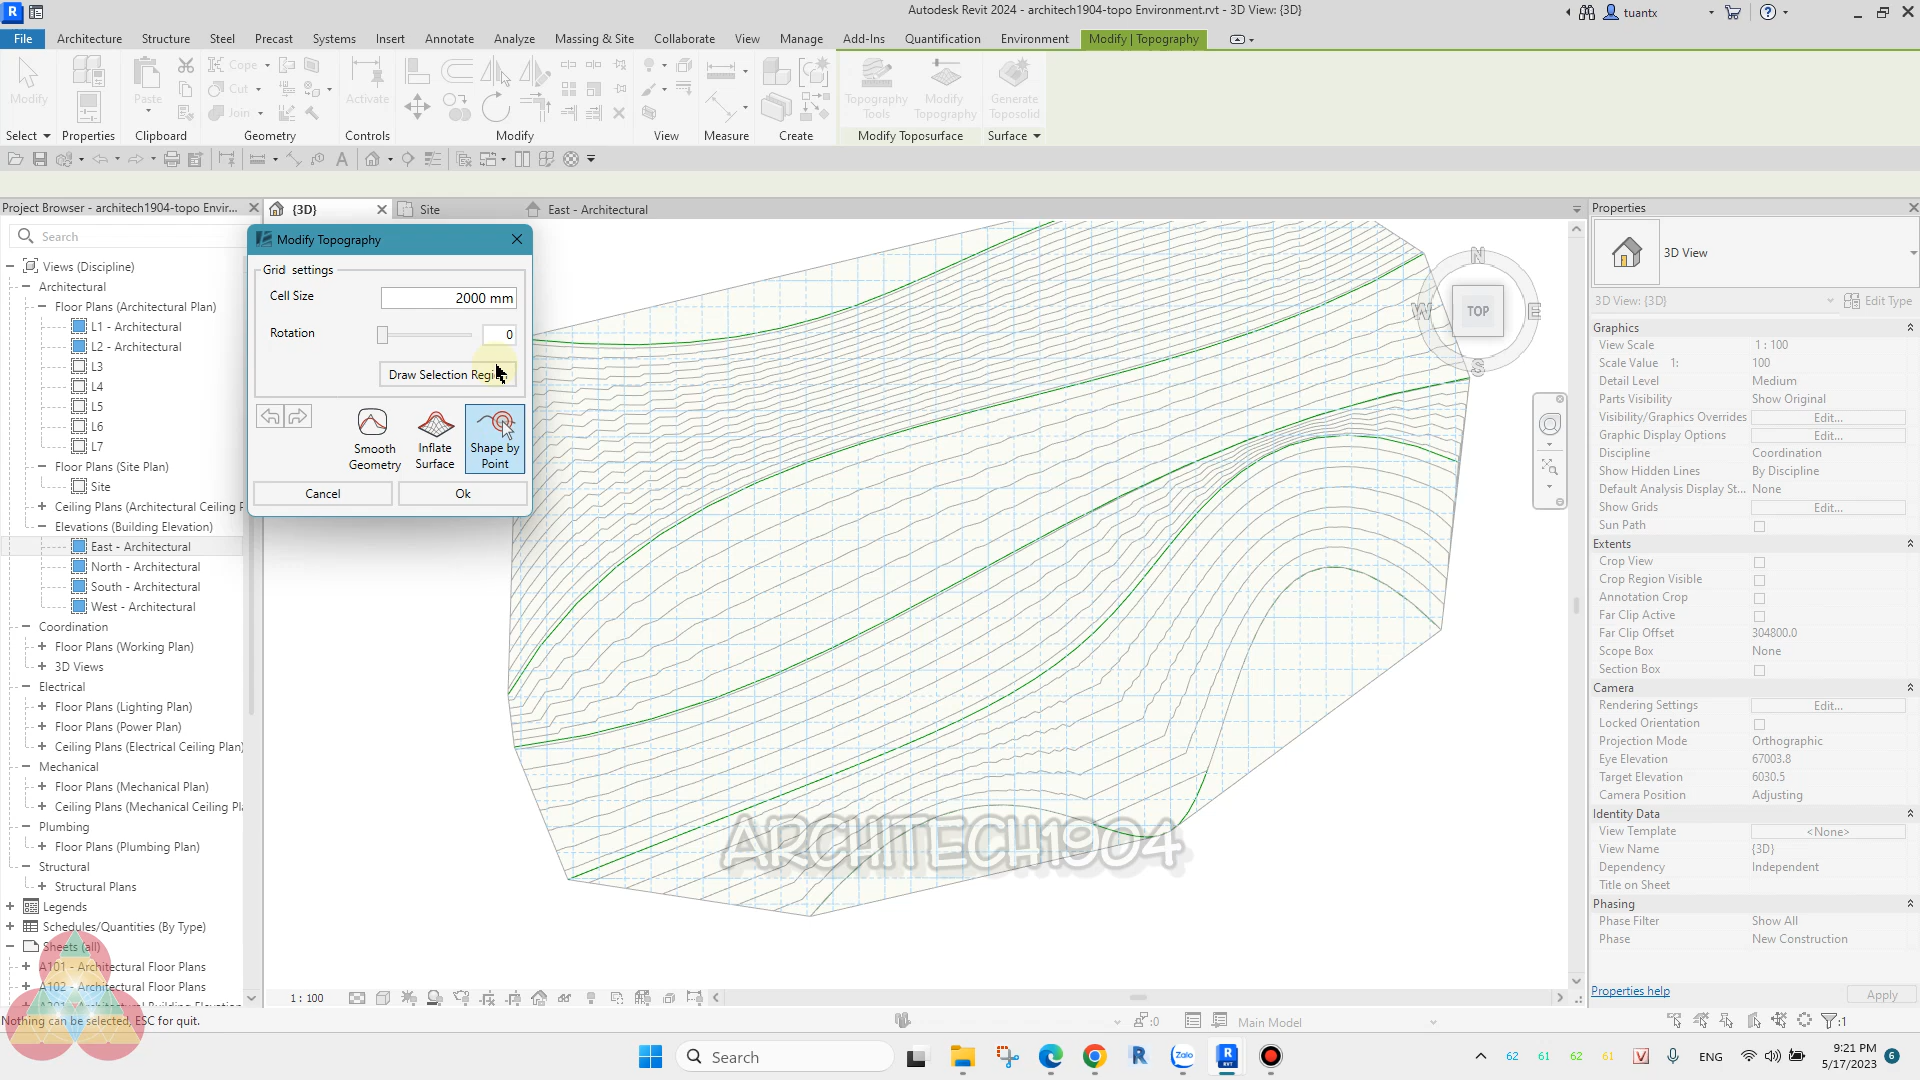 Autodesk Revit 2024 - architech1904-topo Environment.rvt - 3D View: {3D}
tuantx
File Architecture Structure Steel Precast Systems Insert Annotate Analyze Massing & Site Collaborate View Manage Add-Ins Quantification Environment Modify | Topography
Modify Paste Cope Cut Join Activate Topography Tools Modify Topography Generate Toposolid
Select Properties Clipboard Geometry Controls Modify View Measure Create Modify Toposurface Surface
Project Browser - architech1904-topo Envir...
{3D} Site East - Architectural
Properties
Search
Views (Discipline)
Architectural
Floor Plans (Architectural Plan)
L1 - Architectural
L2 - Architectural
L3
L4
L5
L6
L7
Floor Plans (Site Plan)
Site
Ceiling Plans (Architectural Ceiling P
Elevations (Building Elevation)
East - Architectural
North - Architectural
South - Architectural
West - Architectural
Coordination
Floor Plans (Working Plan)
3D Views
Electrical
Floor Plans (Lighting Plan)
Floor Plans (Power Plan)
Ceiling Plans (Electrical Ceiling Plan)
Mechanical
Floor Plans (Mechanical Plan)
Ceiling Plans (Mechanical Ceiling Pl
Plumbing
Floor Plans (Plumbing Plan)
Structural
Structural Plans
Legends
Schedules/Quantities (By Type)
Sheets (all)
A101 - Architectural Floor Plans
A102 - Architectural Floor Plans
Modify Topography
Grid settings
Cell Size 2000 mm
Rotation 0
Draw Selection Region
Smooth Geometry
Inflate Surface
Shape by Point
Cancel Ok
N
W TOP E
S
ARCHITECH1904
3D View
3D View: {3D} Edit Type
Graphics
View Scale 1 : 100
Scale Value 1: 100
Detail Level Medium
Parts Visibility Show Original
Visibility/Graphics Overrides Edit...
Graphic Display Options Edit...
Discipline Coordination
Show Hidden Lines By Discipline
Default Analysis Display St... None
Show Grids Edit...
Sun Path
Extents
Crop View
Crop Region Visible
Annotation Crop
Far Clip Active
Far Clip Offset 304800.0
Scope Box None
Section Box
Camera
Rendering Settings Edit...
Locked Orientation
Projection Mode Orthographic
Eye Elevation 67003.8
Target Elevation 6030.5
Camera Position Adjusting
Identity Data
View Template <None>
View Name {3D}
Dependency Independent
Title on Sheet
Phasing
Phase Filter Show All
Phase New Construction
Properties help Apply
1 : 100
Nothing can be selected, ESC for quit.
:0 Main Model :1
Search
Zalo
62 61 62 61 ENG
9:21 PM
5/17/2023 6